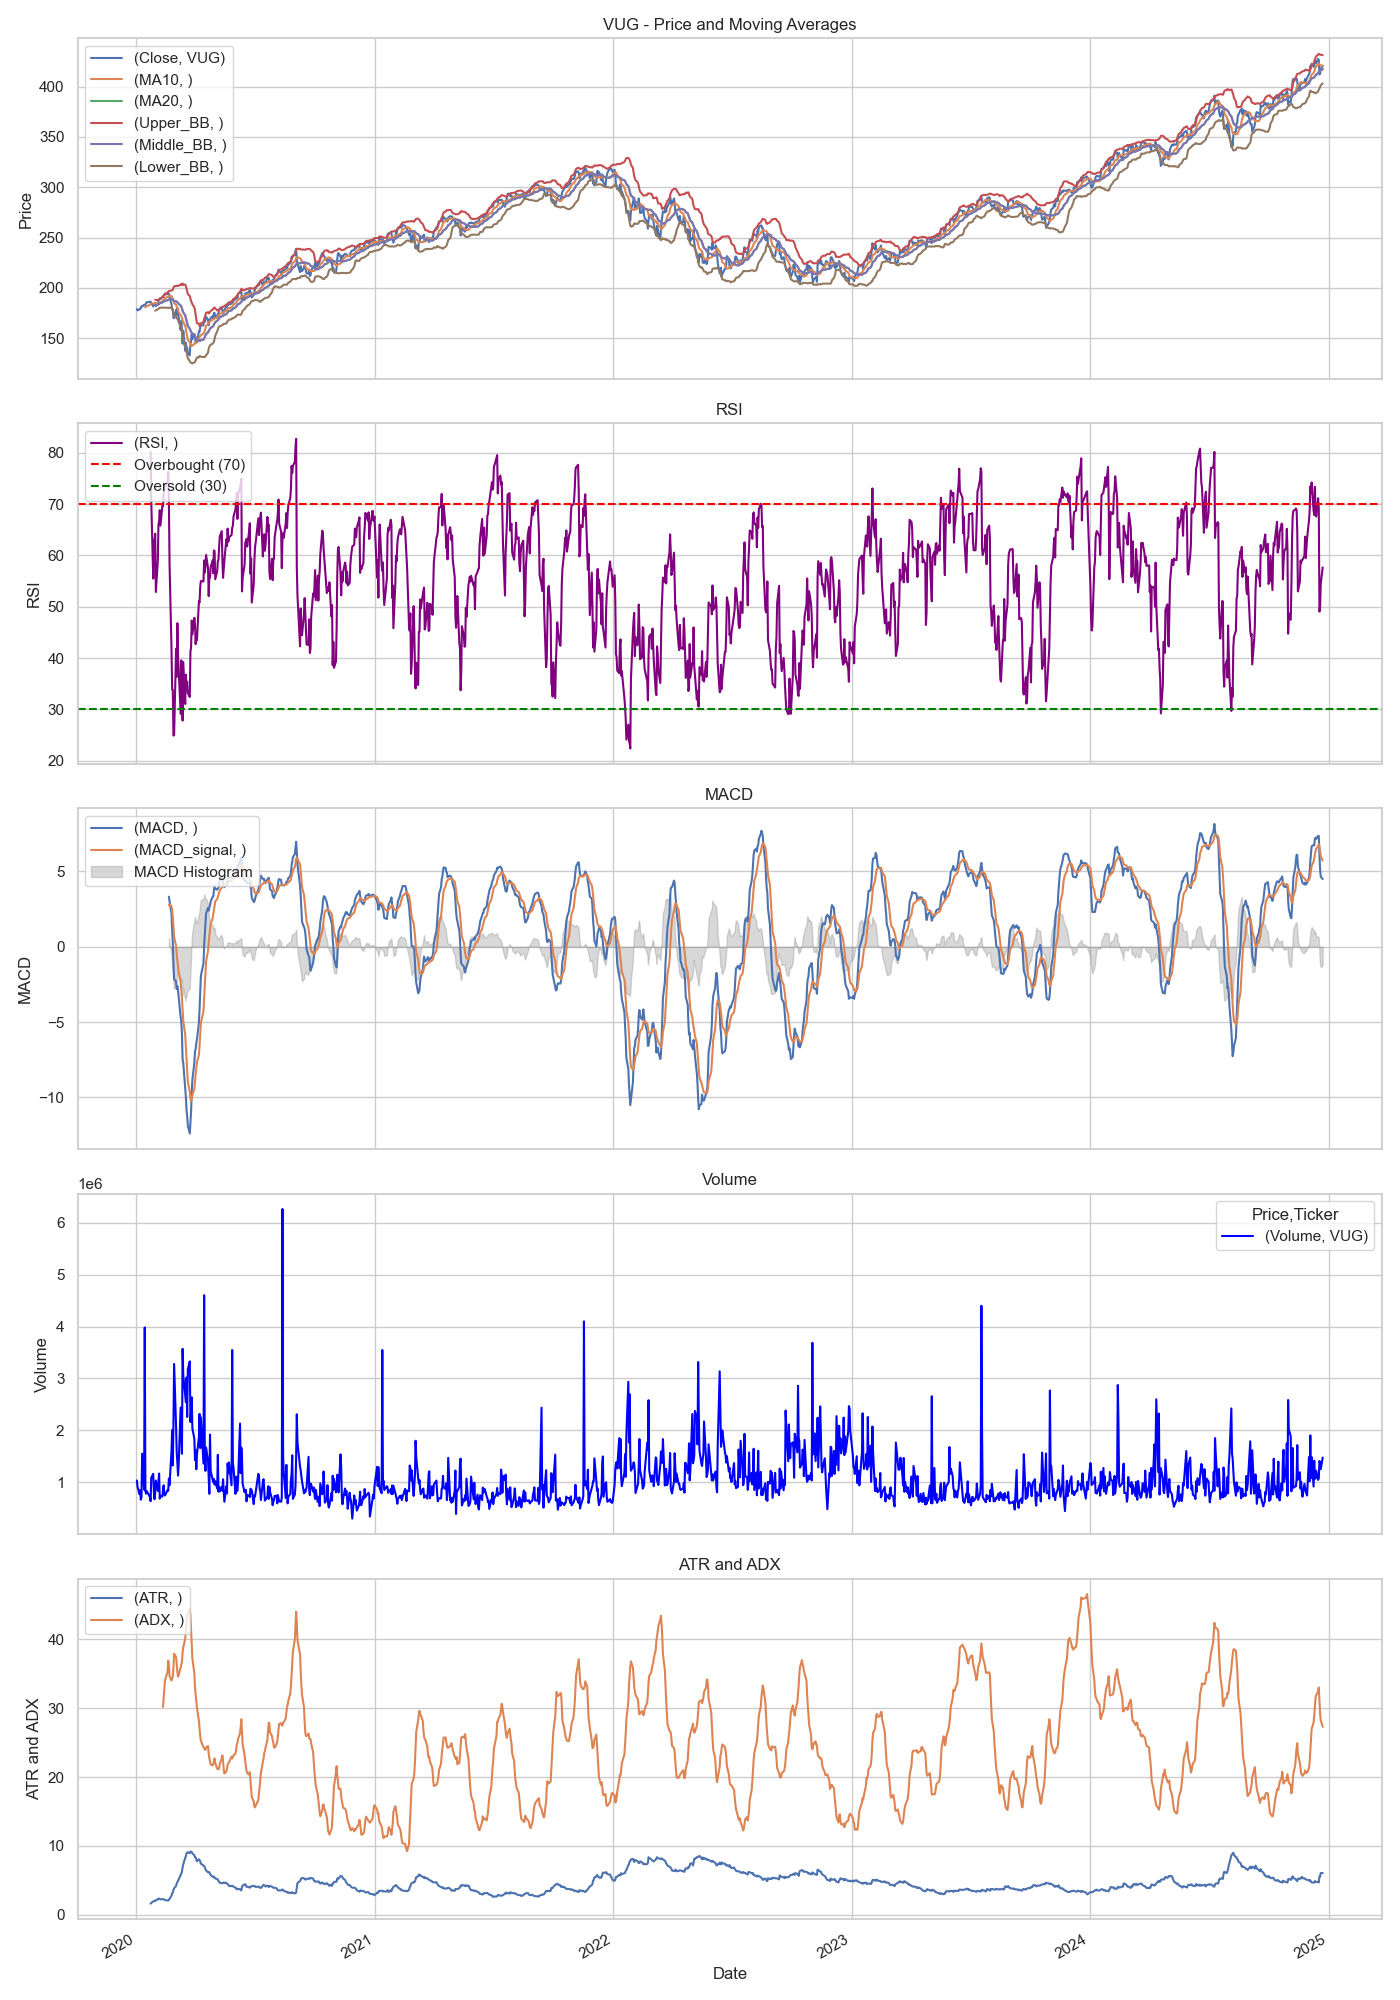 VUG - Price and Moving Averages
(Close, VUG)
(MA10, )
(MA20, )
(Upper_BB, )
(Middle_BB, )
(Lower_BB, )
400
350
300
250
200
150
Price
RSI
(RSI, )
Overbought (70)
Oversold (30)
80
70
60
50
40
30
20
RSI
MACD
(MACD, )
(MACD_signal, )
MACD Histogram
5
0
−5
−10
MACD
Volume
1e6
Price,Ticker
(Volume, VUG)
6
5
4
3
2
1
Volume
ATR and ADX
(ATR, )
(ADX, )
40
30
20
10
0
ATR and ADX
2020
2021
2022
2023
2024
2025
Date